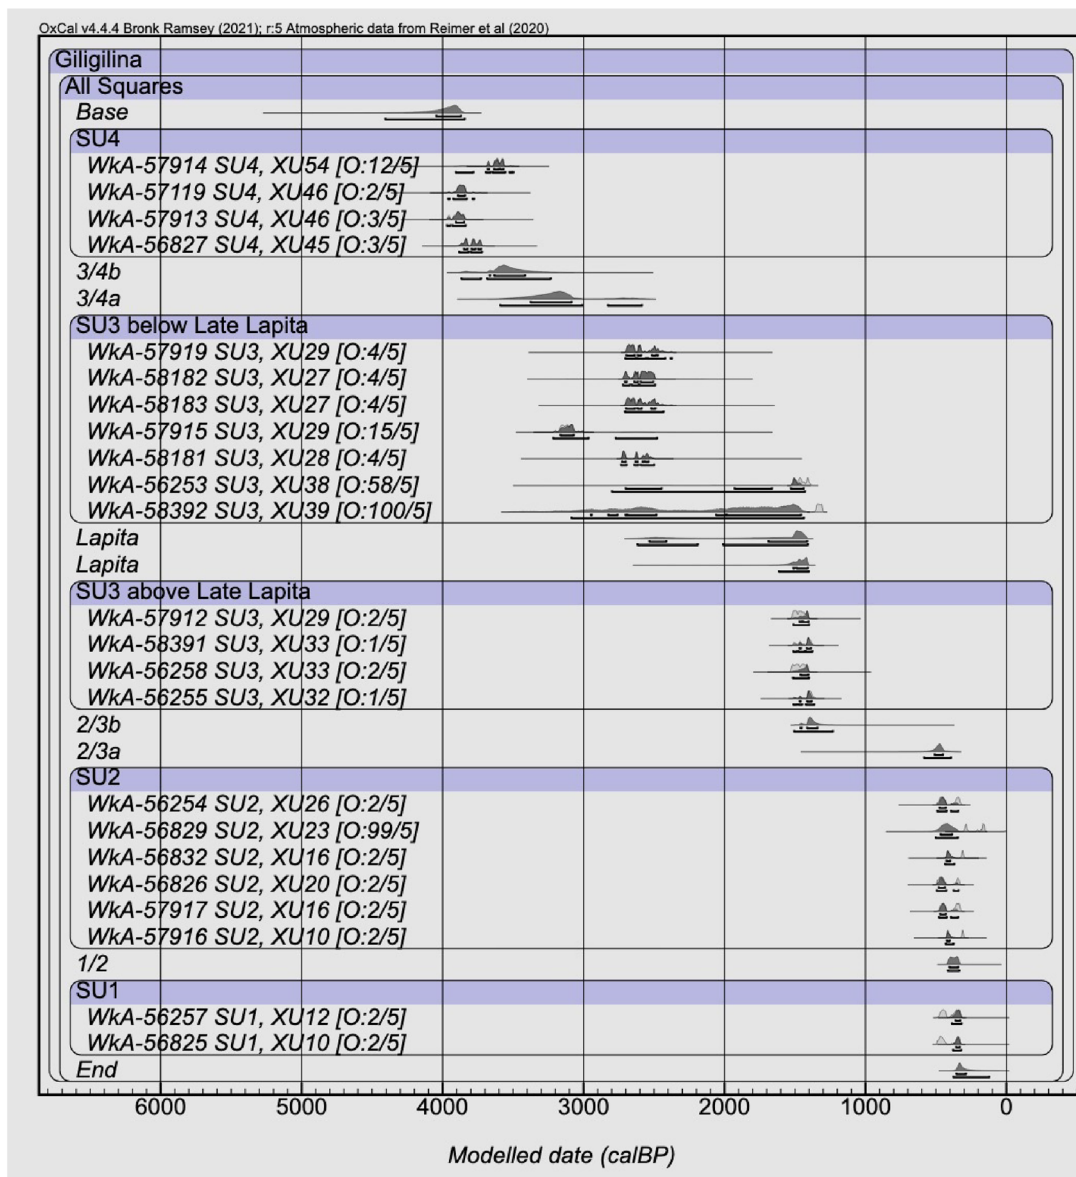 OxCal v4.4.4 Bronk Ramsey (2021); r:5 Atmospheric data from Reimer et al (2020)
Giligilina
All Squares
Base
SU4
WkA-57914 SU4, XU54 [O:12/5]
WkA-57119 SU4, XU46 [O:2/5]
WkA-57913 SU4, XU46 [O:3/5]
WkA-56827 SU4, XU45 [O:3/5]
3/4b
3/4a
SU3 below Late Lapita
WkA-57919 SU3, XU29 [O:4/5]
WkA-58182 SU3, XU27 [O:4/5]
WkA-58183 SU3, XU27 [O:4/5]
WkA-57915 SU3, XU29 [O:15/5]
WkA-58181 SU3, XU28 [O:4/5]
WkA-56253 SU3, XU38 [O:58/5]
WkA-58392 SU3, XU39 [O:100/5]
Lapita
Lapita
SU3 above Late Lapita
WkA-57912 SU3, XU29 [O:2/5]
WkA-58391 SU3, XU33 [O:1/5]
WkA-56258 SU3, XU33 [O:2/5]
WkA-56255 SU3, XU32 [O:1/5]
2/3b
2/3a
SU2
WkA-56254 SU2, XU26 [O:2/5]
WkA-56829 SU2, XU23 [O:99/5]
WkA-56832 SU2, XU16 [O:2/5]
WkA-56826 SU2, XU20 [O:2/5]
WkA-57917 SU2, XU16 [O:2/5]
WkA-57916 SU2, XU10 [O:2/5]
1/2
SU1
WkA-56257 SU1, XU12 [O:2/5]
WkA-56825 SU1, XU10 [O:2/5]
End
6000 5000 4000 3000 2000 1000 0
Modelled date (calBP)